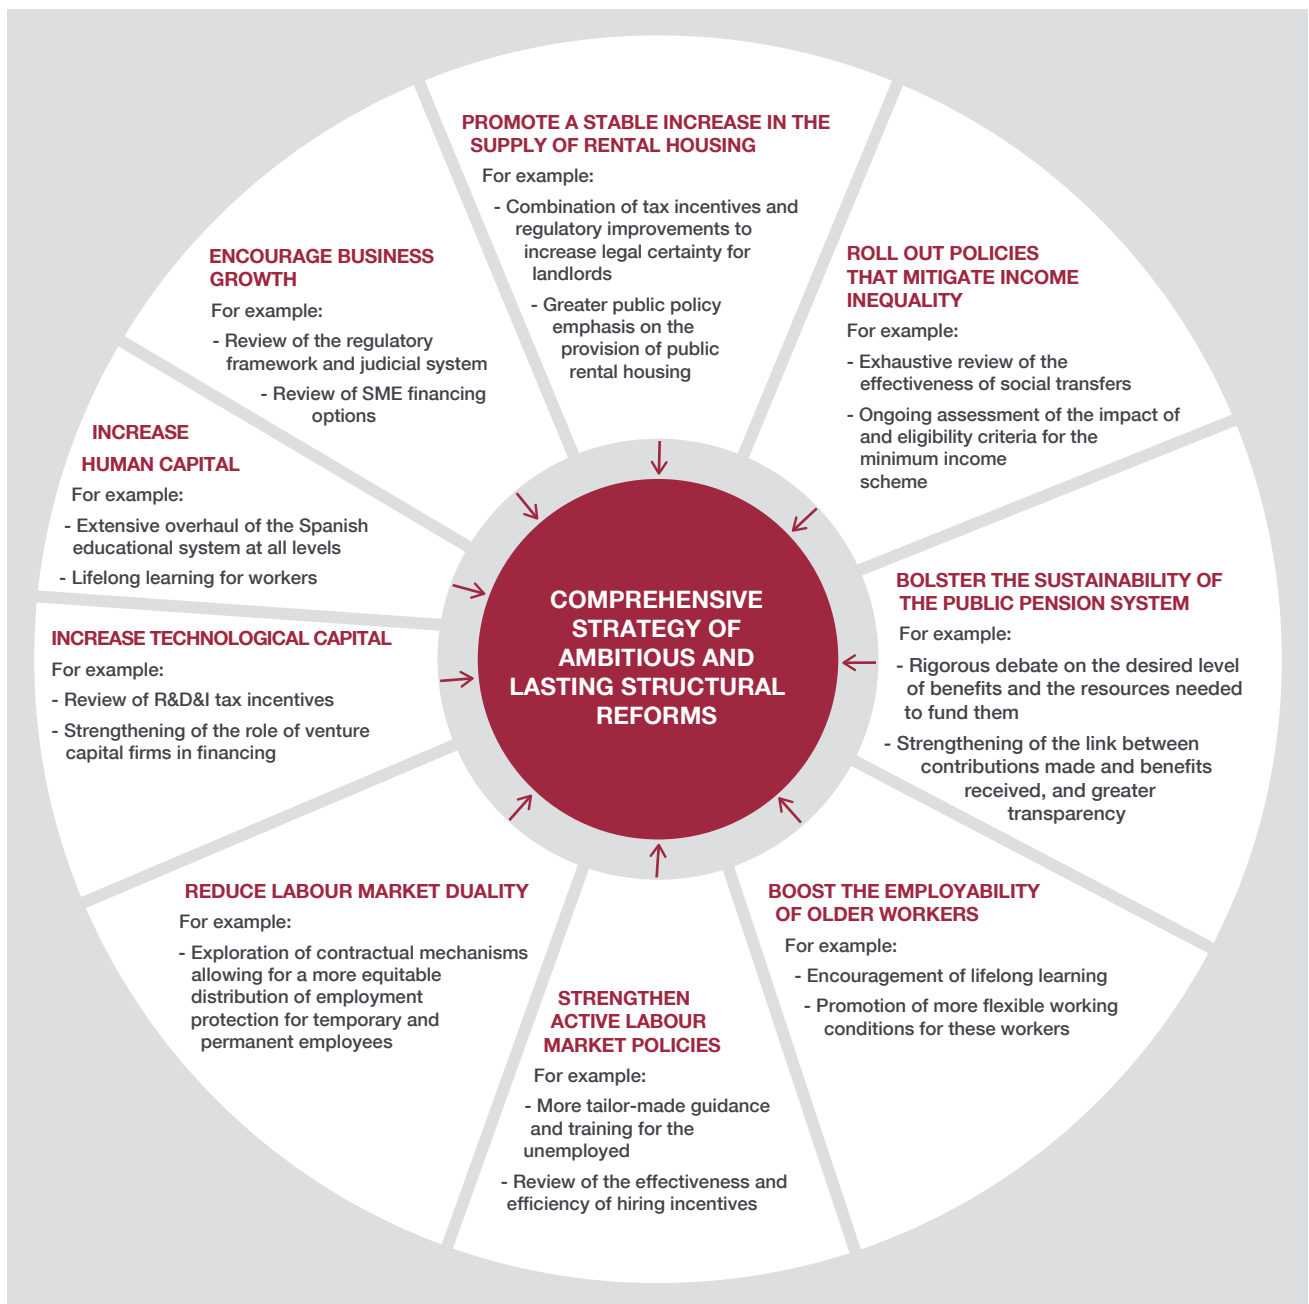 PROMOTE A STABLE INCREASE IN THE
SUPPLY OF RENTAL HOUSING
For example:
- Combination of tax incentives and
regulatory improvements to
increase legal certainty for
landlords
- Greater public policy
emphasis on the
provision of public
rental housing
ROLL OUT POLICIES
THAT MITIGATE INCOME
INEQUALITY
For example:
- Exhaustive review of the
effectiveness of social transfers
- Ongoing assessment of the impact of
and eligibility criteria for the
minimum income
scheme
BOLSTER THE SUSTAINABILITY OF
THE PUBLIC PENSION SYSTEM
For example:
- Rigorous debate on the desired level
of benefits and the resources needed
to fund them
- Strengthening of the link between
contributions made and benefits
received, and greater
transparency
BOOST THE EMPLOYABILITY
OF OLDER WORKERS
For example:
- Encouragement of lifelong learning
- Promotion of more flexible working
conditions for these workers
STRENGTHEN
ACTIVE LABOUR
MARKET POLICIES
For example:
- More tailor-made guidance
and training for the
unemployed
- Review of the effectiveness and
efficiency of hiring incentives
REDUCE LABOUR MARKET DUALITY
For example:
- Exploration of contractual mechanisms
allowing for a more equitable
distribution of employment
protection for temporary and
permanent employees
INCREASE TECHNOLOGICAL CAPITAL
For example:
- Review of R&D&I tax incentives
- Strengthening of the role of venture
capital firms in financing
INCREASE
HUMAN CAPITAL
For example:
- Extensive overhaul of the Spanish
educational system at all levels
- Lifelong learning for workers
ENCOURAGE BUSINESS
GROWTH
For example:
- Review of the regulatory
framework and judicial system
- Review of SME financing
options
COMPREHENSIVE
STRATEGY OF
AMBITIOUS AND
LASTING STRUCTURAL
REFORMS